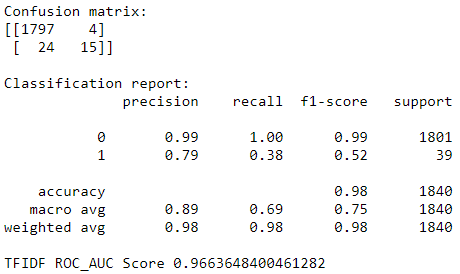 Confusion matrix:
[[1797 4]
[ 24 15]]
Classification report:
precision recall f1-score support
0 0.99 1.00 0.99 1801
1 0.79 0.38 0.52 39
accuracy 0.98 1840
macro avg 0.89 0.69 0.75 1840
weighted avg 0.98 0.98 0.98 1840
TFIDF ROC_AUC Score 0.9663648400461282